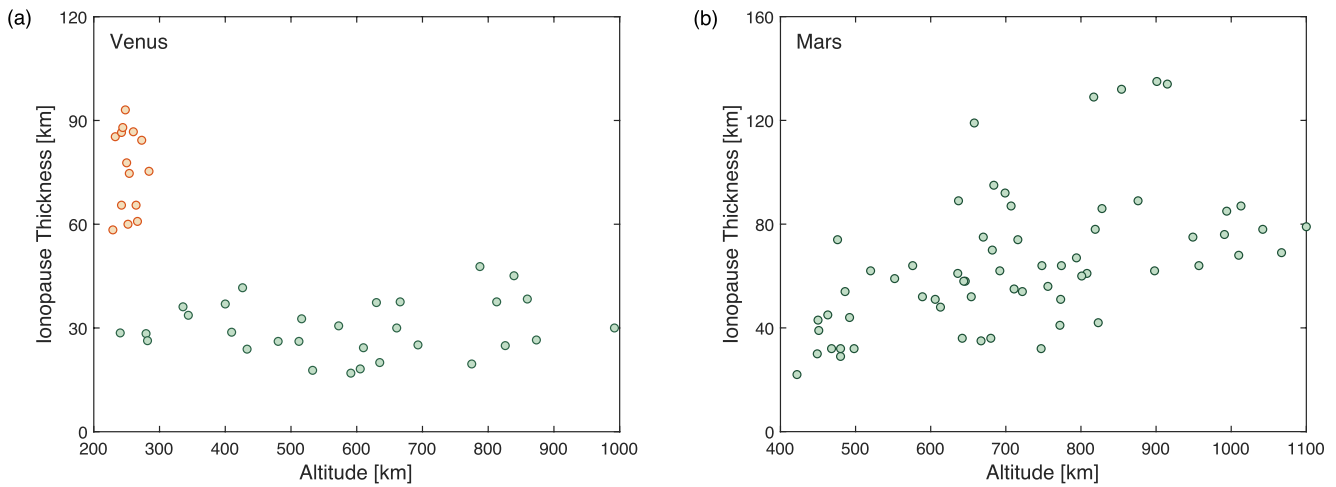 (a)
Venus
120
90
60
30
0
Ionopause Thickness [km]
200 300 400 500 600 700 800 900 1000
Altitude [km]
(b)
Mars
160
120
80
40
0
Ionopause Thickness [km]
400 500 600 700 800 900 1000 1100
Altitude [km]